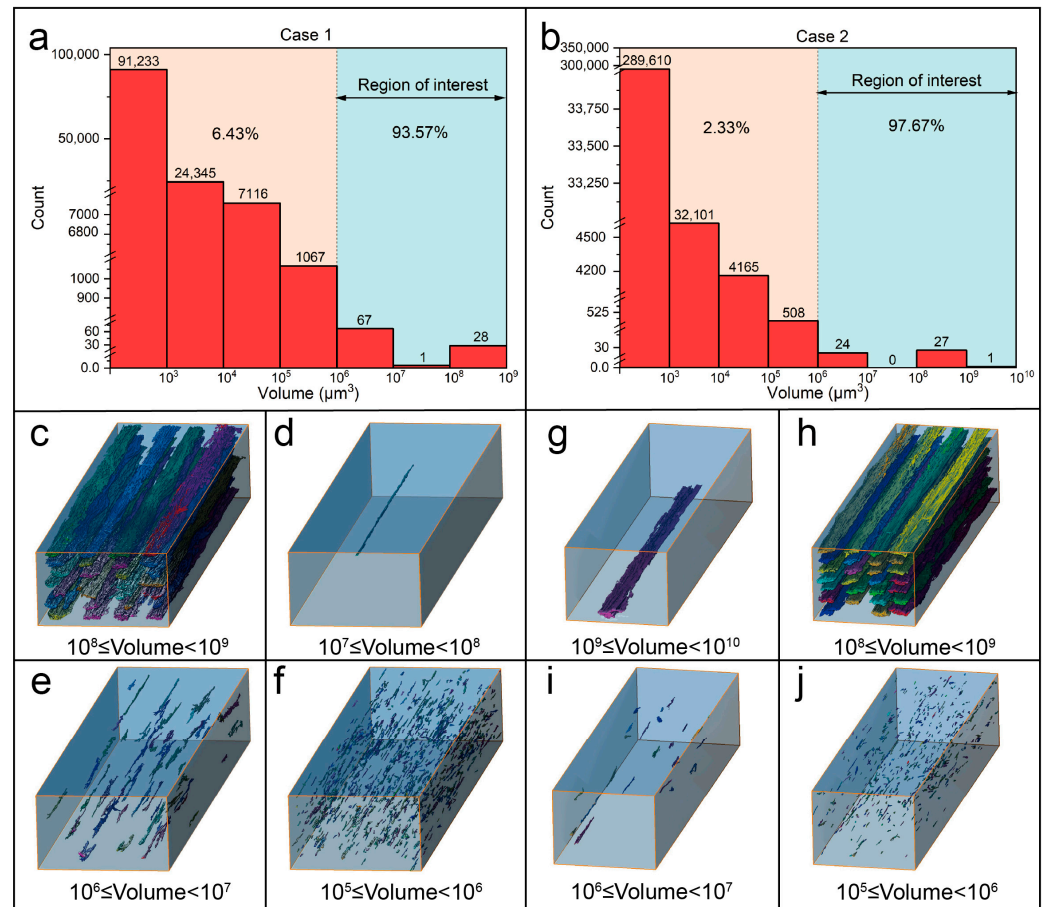 a
Case 1
100,000
91,233
Region of interest
6.43%
93.57%
50,000
24,345
7116
Count
7000
6800
1067
1000
900
67
60
28
30
1
0.0
10³ 10⁴ 10⁵ 10⁶ 10⁷ 10⁸ 10⁹
Volume (µm³)
b
Case 2
350,000
300,000
289,610
Region of interest
2.33%
97.67%
33,750
33,500
33,250
Count
32,101
4500
4200
4165
525
508
30
24
0
27
1
0.0
10³ 10⁴ 10⁵ 10⁶ 10⁷ 10⁸ 10⁹ 10¹⁰
Volume (µm³)
c
10⁸≤Volume<10⁹
d
10⁷≤Volume<10⁸
g
10⁹≤Volume<10¹⁰
h
10⁸≤Volume<10⁹
e
10⁶≤Volume<10⁷
f
10⁵≤Volume<10⁶
i
10⁶≤Volume<10⁷
j
10⁵≤Volume<10⁶